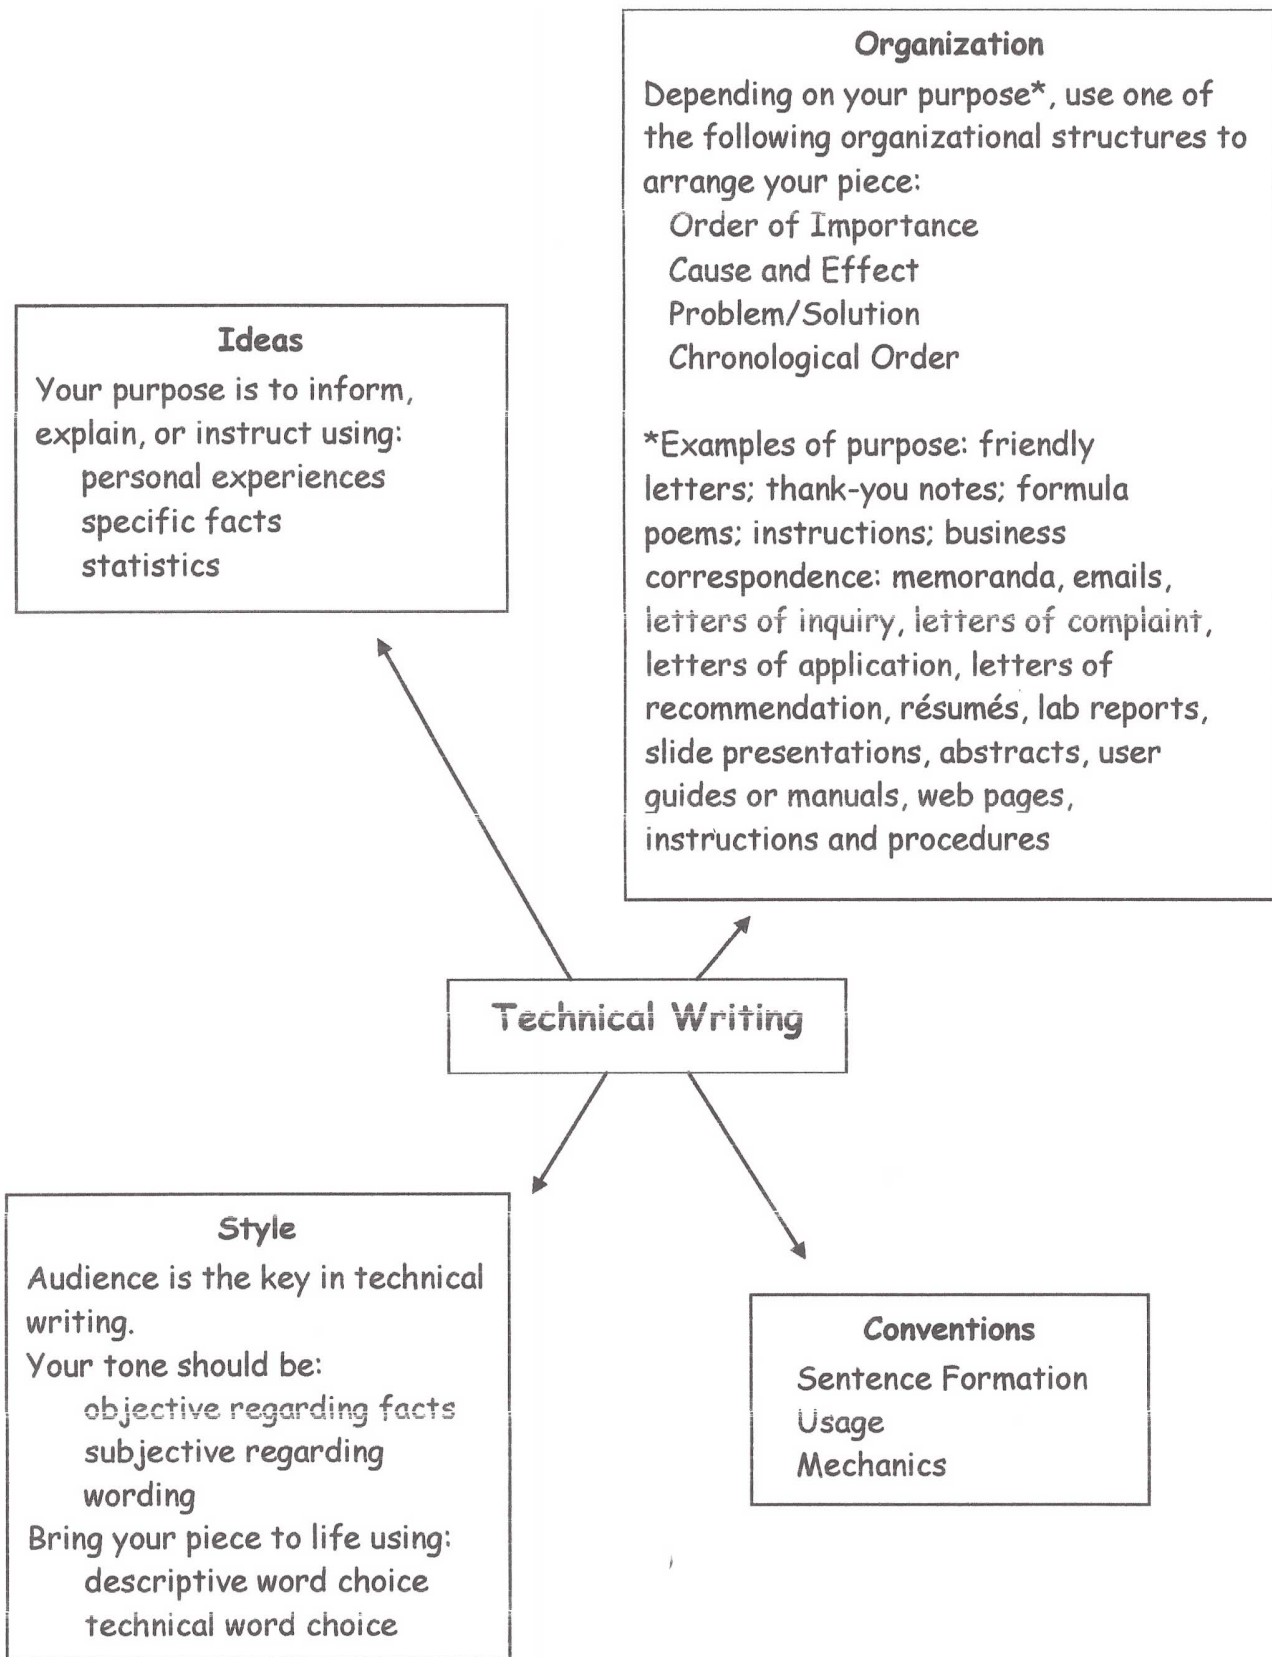 Organization
Depending on your purpose*, use one of
the following organizational structures to
arrange your piece:
Order of Importance
Cause and Effect
Problem/Solution
Chronological Order
*Examples of purpose: friendly
letters; thank-you notes; formula
poems; instructions; business
correspondence: memoranda, emails,
letters of inquiry, letters of complaint,
letters of application, letters of
recommendation, résumés, lab reports,
slide presentations, abstracts, user
guides or manuals, web pages,
instructions and procedures
Ideas
Your purpose is to inform,
explain, or instruct using:
personal experiences
specific facts
statistics
Technical Writing
Style
Audience is the key in technical
writing.
Your tone should be:
objective regarding facts
subjective regarding
wording
Bring your piece to life using:
descriptive word choice
technical word choice
Conventions
Sentence Formation
Usage
Mechanics